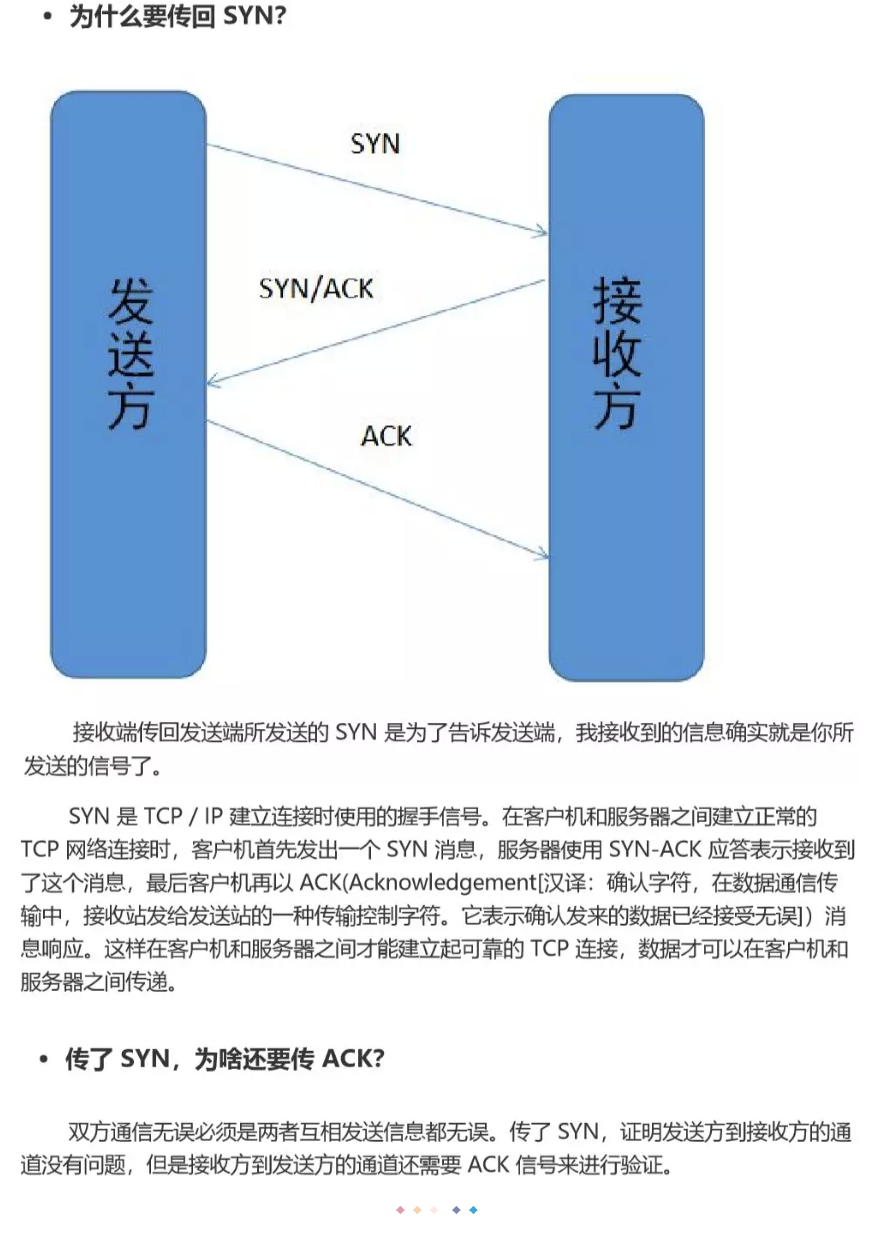 • 为什么要传回 SYN?
SYN
SYN/ACK
ACK
发送方
接收方
接收端传回发送端所发送的 SYN 是为了告诉发送端，我接收到的信息确实就是你所
发送的信号了。
SYN 是 TCP / IP 建立连接时使用的握手信号。在客户机和服务器之间建立正常的
TCP 网络连接时，客户机首先发出一个 SYN 消息，服务器使用 SYN-ACK 应答表示接收到
了这个消息，最后客户机再以 ACK(Acknowledgement[汉译：确认字符，在数据通信传
输中，接收站发给发送站的一种传输控制字符。它表示确认发来的数据已经接受无误]）消
息响应。这样在客户机和服务器之间才能建立起可靠的 TCP 连接，数据才可以在客户机和
服务器之间传递。
• 传了 SYN，为啥还要传 ACK?
双方通信无误必须是两者互相发送信息都无误。传了 SYN，证明发送方到接收方的通
道没有问题，但是接收方到发送方的通道还需要 ACK 信号来进行验证。